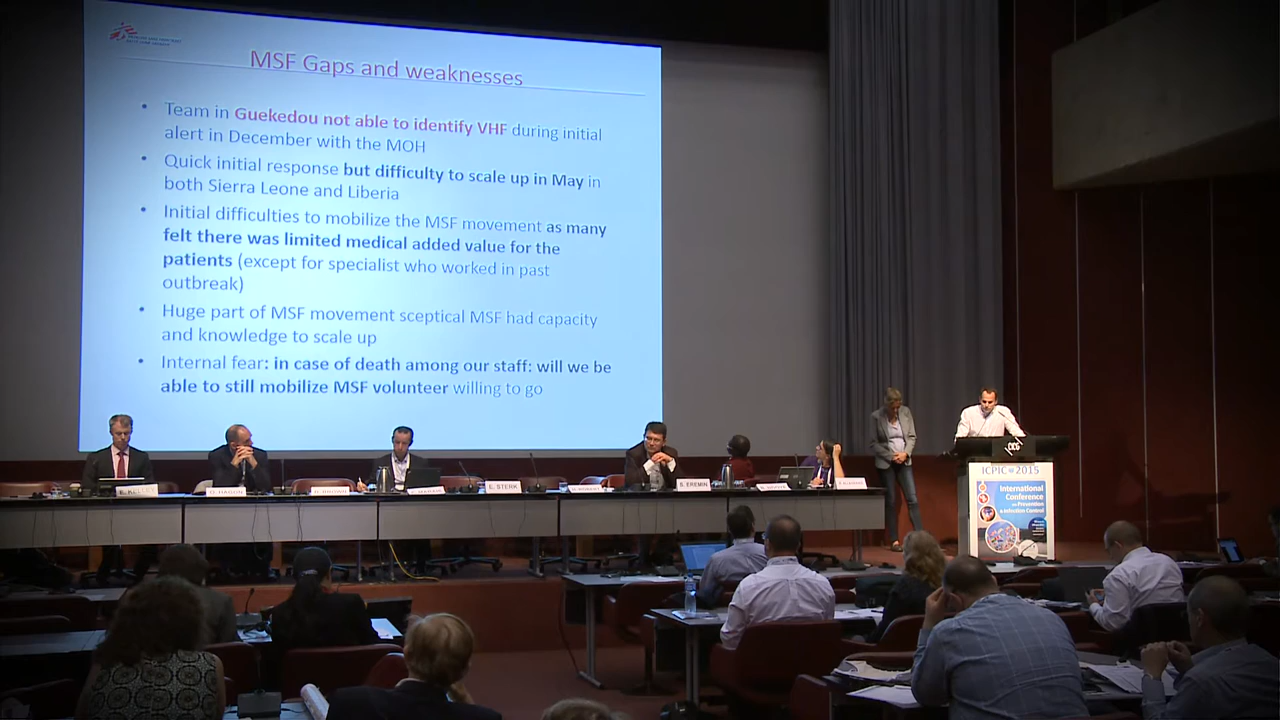 MSF Gaps and weaknesses
• Team in Guekedou not able to identify VHF during initial
alert in December with the MOH
• Quick initial response but difficulty to scale up in May in
both Sierra Leone and Liberia
• Initial difficulties to mobilize the MSF movement as many
felt there was limited medical added value for the
patients (except for specialist who worked in past
outbreak)
• Huge part of MSF movement sceptical MSF had capacity
and knowledge to scale up
• Internal fear: in case of death among our staff: will we be
able to still mobilize MSF volunteer willing to go
E. STERK
S. EREMIN
CICG
ICPIC 2015
International
Conference
on Prevention
& Infection Control